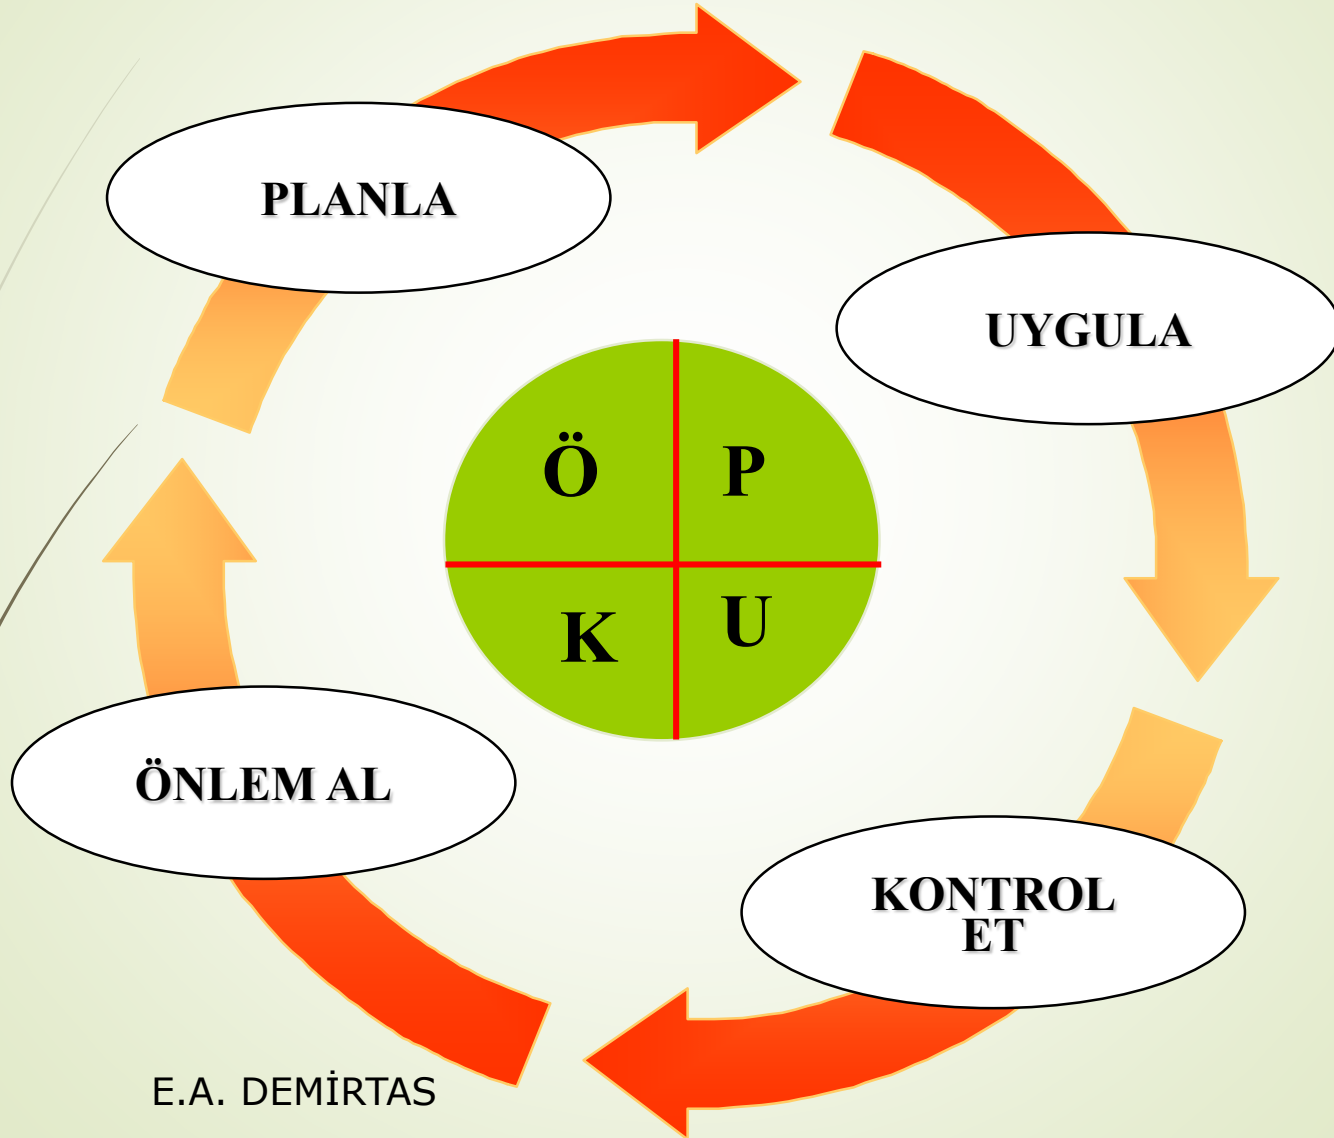 PLANLA
UYGULA
Ö
P
K
U
ÖNLEM AL
KONTROL
ET
E.A. DEMİRTAS